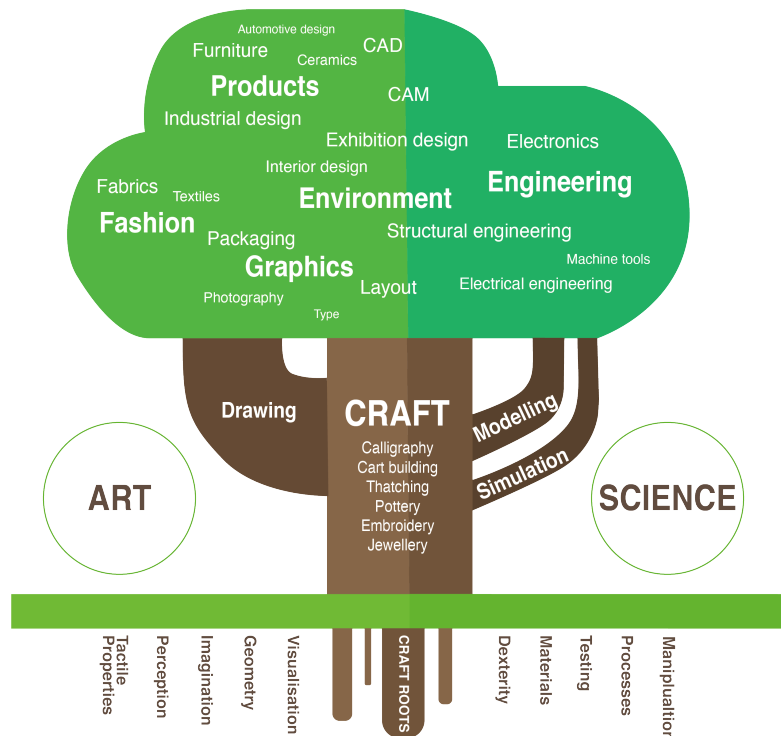 Automotive design
Furniture
CAD
Ceramics
Products
CAM
Industrial design
Exhibition design
Electronics
Interior design
Engineering
Fabrics
Textiles
Environment
Fashion
Structural engineering
Packaging
Graphics
Machine tools
Layout
Electrical engineering
Photography
Type
Drawing
CRAFT
Modelling
Simulation
Calligraphy
Cart building
Thatching
Pottery
Embroidery
Jewellery
ART
SCIENCE
Tactile
Properties
Perception
Imagination
Geometry
Visualisation
CRAFT ROOTS
Dexterity
Materials
Testing
Processes
Maniplualtion